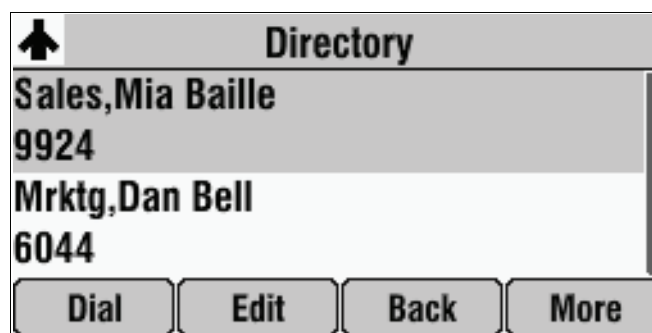 Directory
Sales,Mia Baille
9924
Mrktg,Dan Bell
6044
Dial Edit Back More